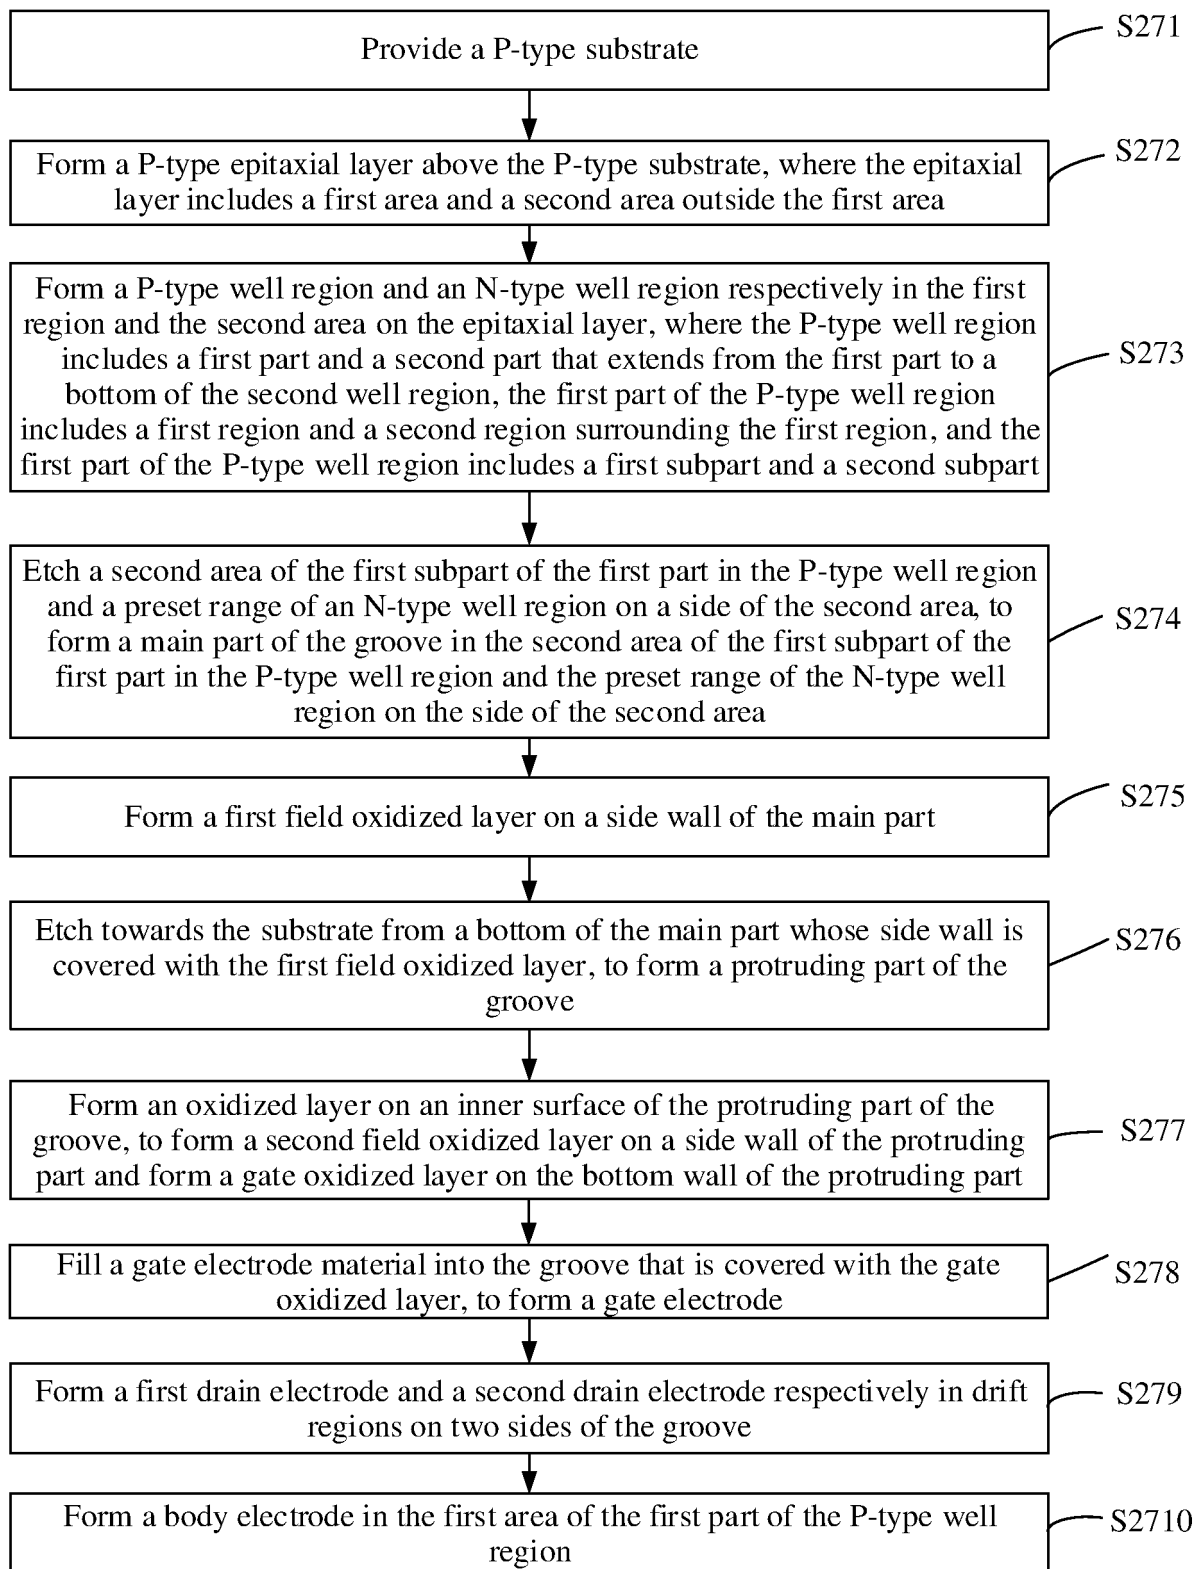 Provide a P-type substrate
S271
Form a P-type epitaxial layer above the P-type substrate, where the epitaxial
layer includes a first area and a second area outside the first area
S272
Form a P-type well region and an N-type well region respectively in the first
region and the second area on the epitaxial layer, where the P-type well region
includes a first part and a second part that extends from the first part to a
bottom of the second well region, the first part of the P-type well region
includes a first region and a second region surrounding the first region, and the
first part of the P-type well region includes a first subpart and a second subpart
S273
Etch a second area of the first subpart of the first part in the P-type well region
and a preset range of an N-type well region on a side of the second area, to
form a main part of the groove in the second area of the first subpart of the
first part in the P-type well region and the preset range of the N-type well
region on the side of the second area
S274
Form a first field oxidized layer on a side wall of the main part
S275
Etch towards the substrate from a bottom of the main part whose side wall is
covered with the first field oxidized layer, to form a protruding part of the
groove
S276
Form an oxidized layer on an inner surface of the protruding part of the
groove, to form a second field oxidized layer on a side wall of the protruding
part and form a gate oxidized layer on the bottom wall of the protruding part
S277
Fill a gate electrode material into the groove that is covered with the gate
oxidized layer, to form a gate electrode
S278
Form a first drain electrode and a second drain electrode respectively in drift
regions on two sides of the groove
S279
Form a body electrode in the first area of the first part of the P-type well
region
S2710